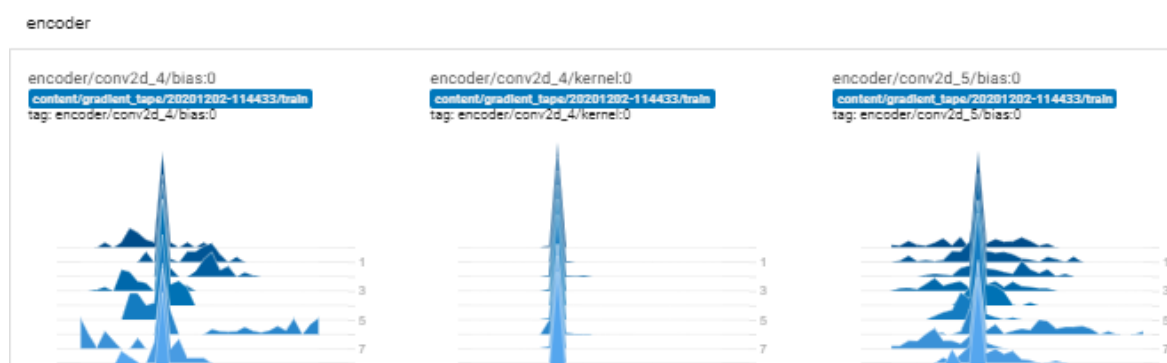 encoder
encoder/conv2d_4/bias:0
content/gradient_tape/20201202-114433/train
tag: encoder/conv2d_4/bias:0
1
3
5
7
encoder/conv2d_4/kernel:0
content/gradient_tape/20201202-114433/train
tag: encoder/conv2d_4/kernel:0
1
3
5
7
encoder/conv2d_5/bias:0
content/gradient_tape/20201202-114433/train
tag: encoder/conv2d_5/bias:0
1
3
5
7